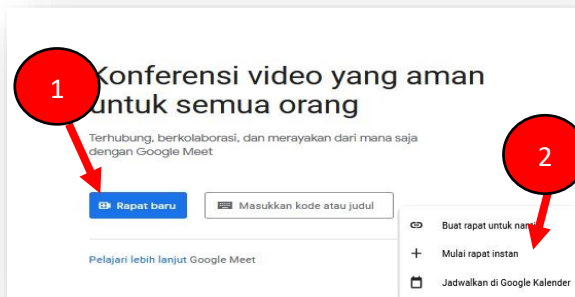 1
Konferensi video yang aman
untuk semua orang
Terhubung, berkolaborasi, dan merayakan dari mana saja
dengan Google Meet
2
Rapat baru
Masukkan kode atau judul
Buat rapat untuk nanti
Mulai rapat instan
Pelajari lebih lanjut Google Meet
Jadwalkan di Google Kalender